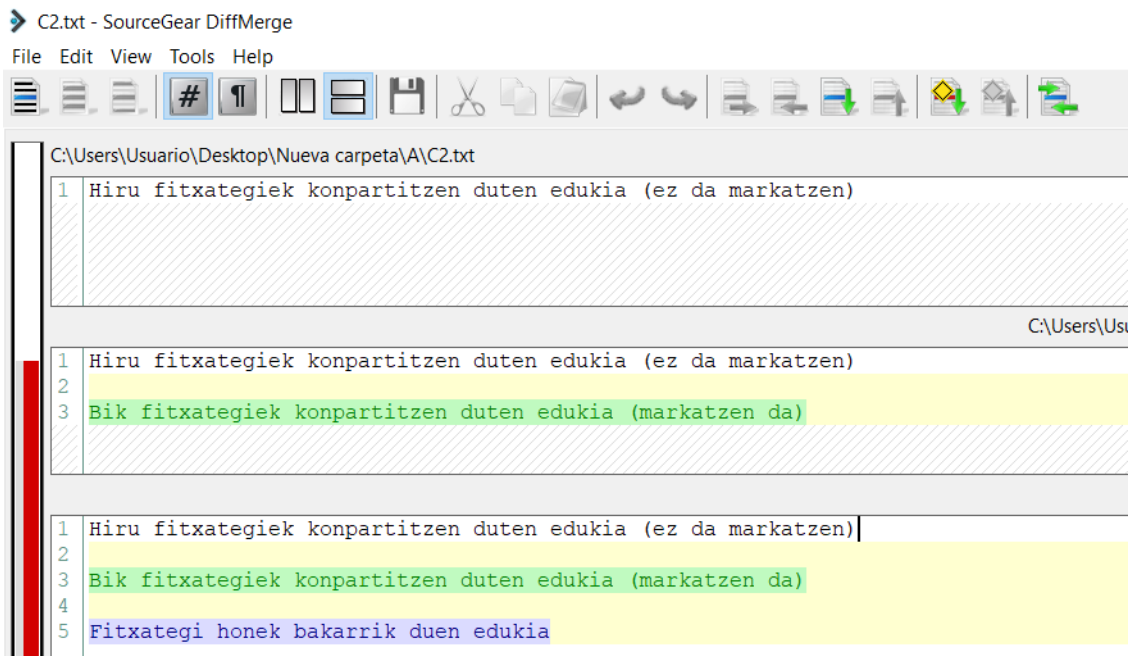 C2.txt - SourceGear DiffMerge
File Edit View Tools Help
# ¶
C:\Users\Usuario\Desktop\Nueva carpeta\A\C2.txt
1 Hiru fitxategiek konpartitzen duten edukia (ez da markatzen)
C:\Users\Usu
1 Hiru fitxategiek konpartitzen duten edukia (ez da markatzen)
2
3 Bik fitxategiek konpartitzen duten edukia (markatzen da)
1 Hiru fitxategiek konpartitzen duten edukia (ez da markatzen)
2
3 Bik fitxategiek konpartitzen duten edukia (markatzen da)
4
5 Fitxategi honek bakarrik duen edukia